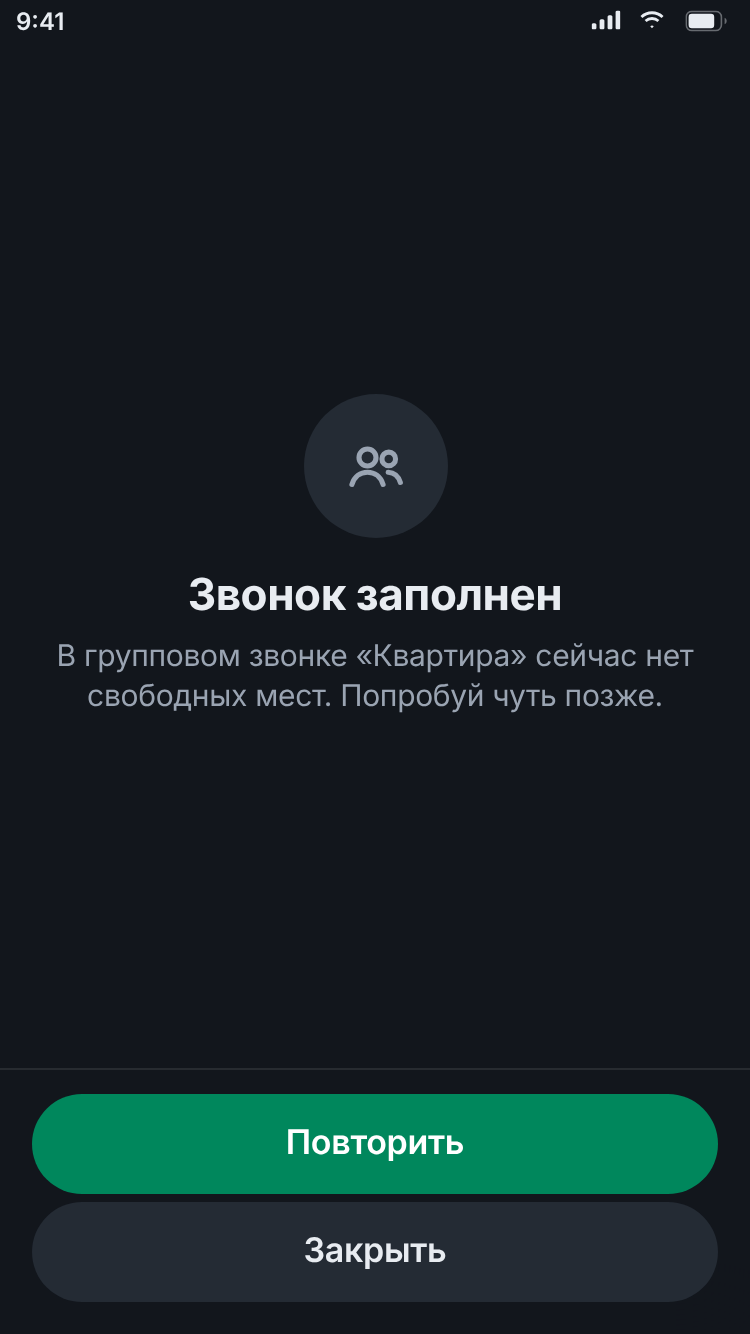 9:41
Звонок заполнен
В групповом звонке «Квартира» сейчас нет
свободных мест. Попробуй чуть позже.
Повторить
Закрыть